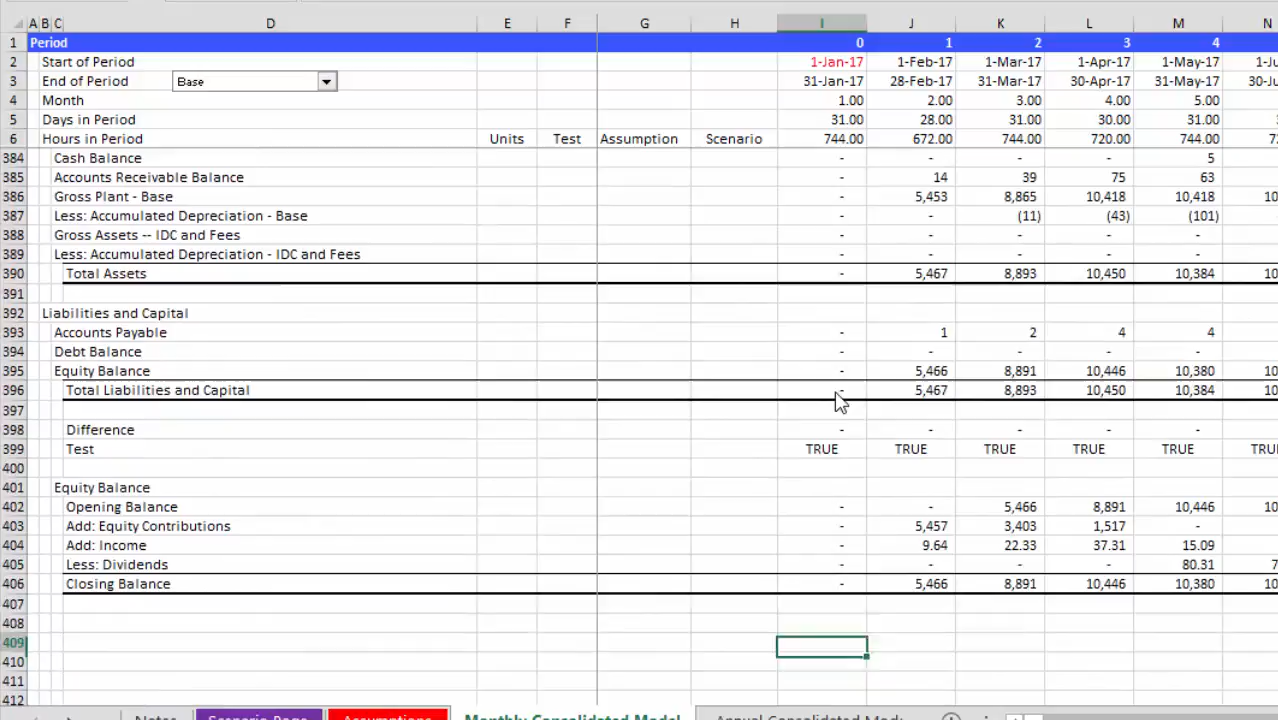 A B C D E F G H I J K L M N
1 Period 0 1 2 3 4
2 Start of Period 1-Jan-17 1-Feb-17 1-Mar-17 1-Apr-17 1-May-17
3 End of Period Base 31-Jan-17 28-Feb-17 31-Mar-17 30-Apr-17 31-May-17
4 Month 1.00 2.00 3.00 4.00 5.00
5 Days in Period 31.00 28.00 31.00 30.00 31.00
6 Hours in Period Units Test Assumption Scenario 744.00 672.00 744.00 720.00 744.00
384 Cash Balance - - - - 5
385 Accounts Receivable Balance - 14 39 75 63
386 Gross Plant - Base - 5,453 8,865 10,418 10,418
387 Less: Accumulated Depreciation - Base - - (11) (43) (101)
388 Gross Assets -- IDC and Fees - - - - -
389 Less: Accumulated Depreciation - IDC and Fees - - - - -
390 Total Assets - 5,467 8,893 10,450 10,384
391
392 Liabilities and Capital
393 Accounts Payable - 1 2 4 4
394 Debt Balance - - - - -
395 Equity Balance - 5,466 8,891 10,446 10,380
396 Total Liabilities and Capital - 5,467 8,893 10,450 10,384
397
398 Difference - - - - -
399 Test TRUE TRUE TRUE TRUE TRUE
400
401 Equity Balance
402 Opening Balance - - 5,466 8,891 10,446
403 Add: Equity Contributions - 5,457 3,403 1,517 -
404 Add: Income - 9.64 22.33 37.31 15.09
405 Less: Dividends - - - - 80.31
406 Closing Balance - 5,466 8,891 10,446 10,380
407
408
409
410
411
412
Notes Scenario Page Assumptions Monthly Consolidated Model Annual Consolidated